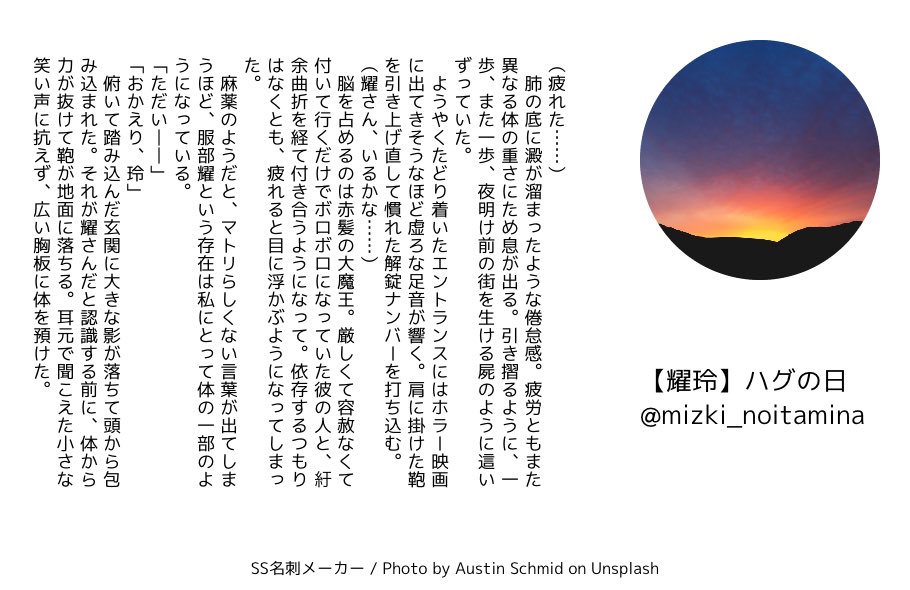 (疲れた……)
　肺の底に澱が溜まったような倦怠感。疲労ともまた
異なる体の重さにため息が出る。引き摺るように、一
歩、また一歩、夜明け前の街を生ける屍のように這い
ずっていた。
　ようやくたどり着いたエントランスにはホラー映画
に出てきそうなほど虚ろな足音が響く。肩に掛けた鞄
を引き上げ直して慣れた解錠ナンバーを打ち込む。
(耀さん、いるかな……)
　脳を占めるのは赤髪の大魔王。厳しくて容赦なくて
付いて行くだけでボロボロになっていた彼の人と、紆
余曲折を経て付き合うようになって。依存するつもり
はなくとも、疲れると目に浮かぶようになってしまっ
た。
　麻薬のようだと、マトリらしくない言葉が出てしま
うほど、服部耀という存在は私にとって体の一部のよ
うになっている。
「ただい――」
「おかえり、玲」
　俯いて踏み込んだ玄関に大きな影が落ちて頭から包
み込まれた。それが耀さんだと認識する前に、体から
力が抜けて鞄が地面に落ちる。耳元で聞こえた小さな
笑い声に抗えず、広い胸板に体を預けた。
【耀玲】ハグの日
@mizki_noitamina
SS名刺メーカー / Photo by Austin Schmid on Unsplash